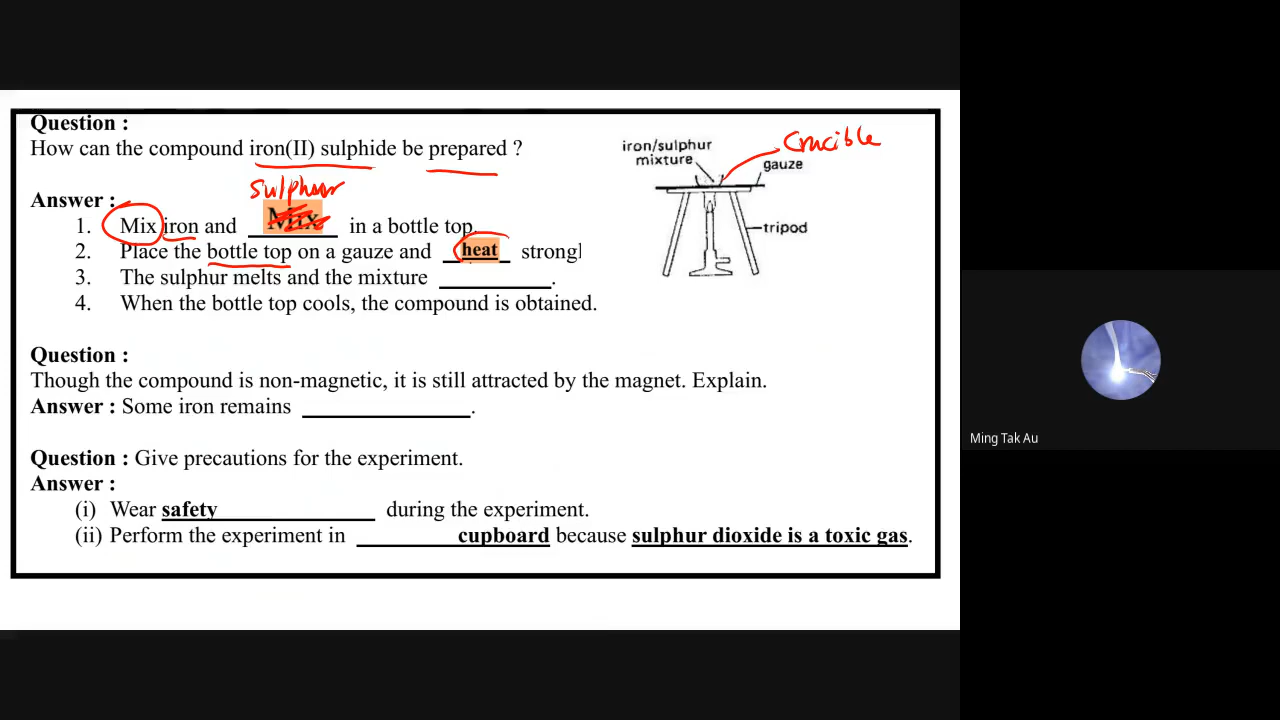 Question :
How can the compound iron(II) sulphide be prepared ?
iron/sulphur
mixture
crucible
gauze
tripod
Answer :
sulphur
1. Mix iron and Mix in a bottle top.
2. Place the bottle top on a gauze and heat strongl
3. The sulphur melts and the mixture __________.
4. When the bottle top cools, the compound is obtained.
Question :
Though the compound is non-magnetic, it is still attracted by the magnet. Explain.
Answer : Some iron remains _______________.
Question : Give precautions for the experiment.
Answer :
(i) Wear safety______________ during the experiment.
(ii) Perform the experiment in _________cupboard because sulphur dioxide is a toxic gas.
Ming Tak Au